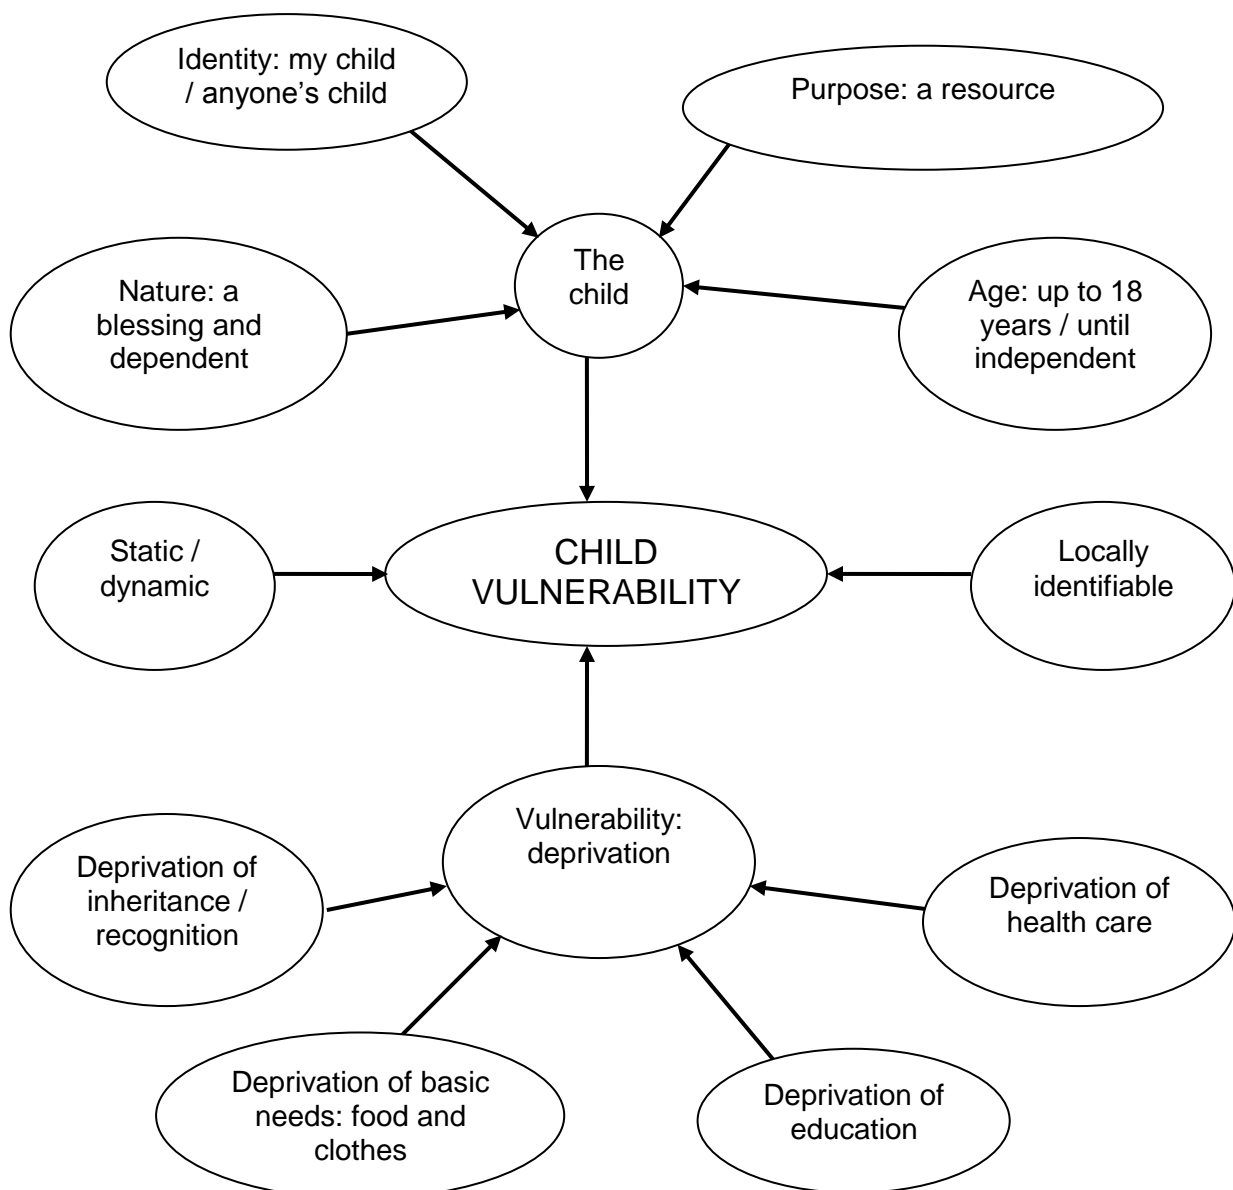 Identity: my child
/ anyone’s child
Purpose: a resource
The
child
Nature: a
blessing and
dependent
Age: up to 18
years / until
independent
Static /
dynamic
CHILD
VULNERABILITY
Locally
identifiable
Vulnerability:
deprivation
Deprivation of
inheritance /
recognition
Deprivation of
health care
Deprivation of basic
needs: food and
clothes
Deprivation of
education